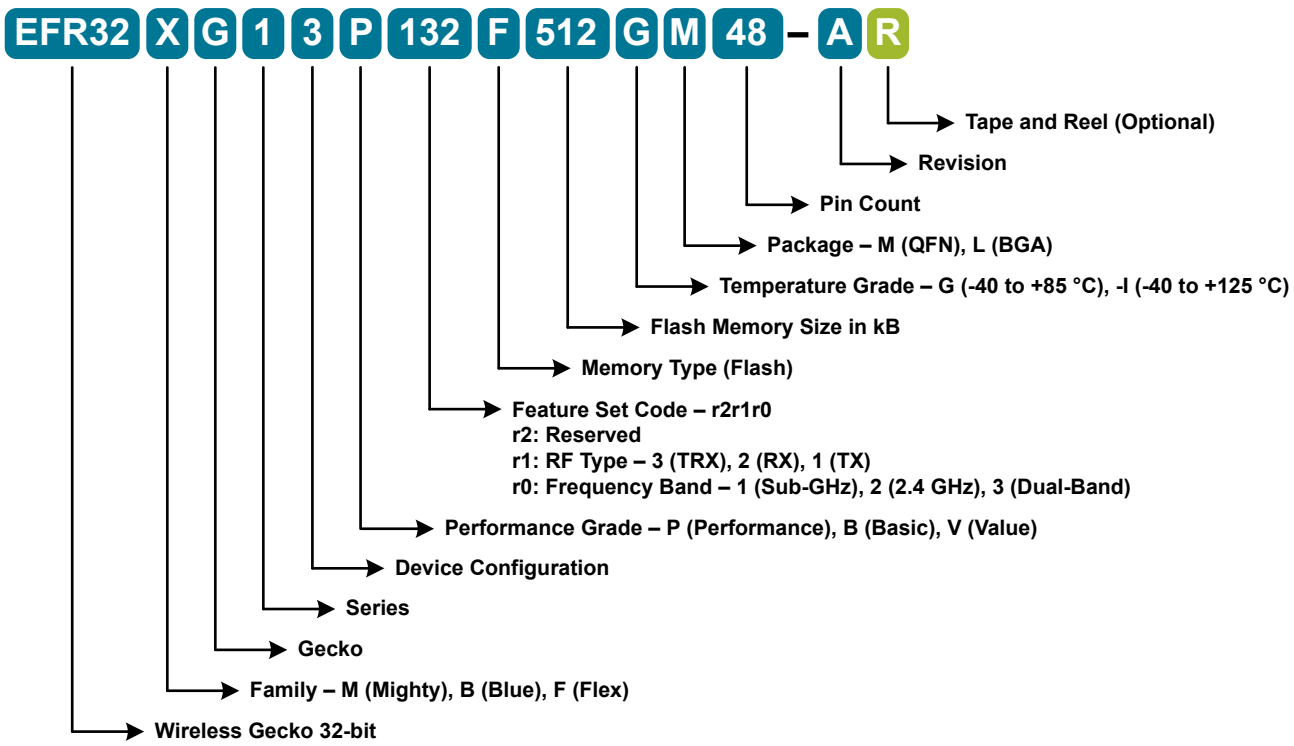 EFR32 X G 1 3 P 132 F 512 G M 48 – A R
Tape and Reel (Optional)
Revision
Pin Count
Package – M (QFN), L (BGA)
Temperature Grade – G (-40 to +85 °C), -I (-40 to +125 °C)
Flash Memory Size in kB
Memory Type (Flash)
Feature Set Code – r2r1r0
r2: Reserved
r1: RF Type – 3 (TRX), 2 (RX), 1 (TX)
r0: Frequency Band – 1 (Sub-GHz), 2 (2.4 GHz), 3 (Dual-Band)
Performance Grade – P (Performance), B (Basic), V (Value)
Device Configuration
Series
Gecko
Family – M (Mighty), B (Blue), F (Flex)
Wireless Gecko 32-bit